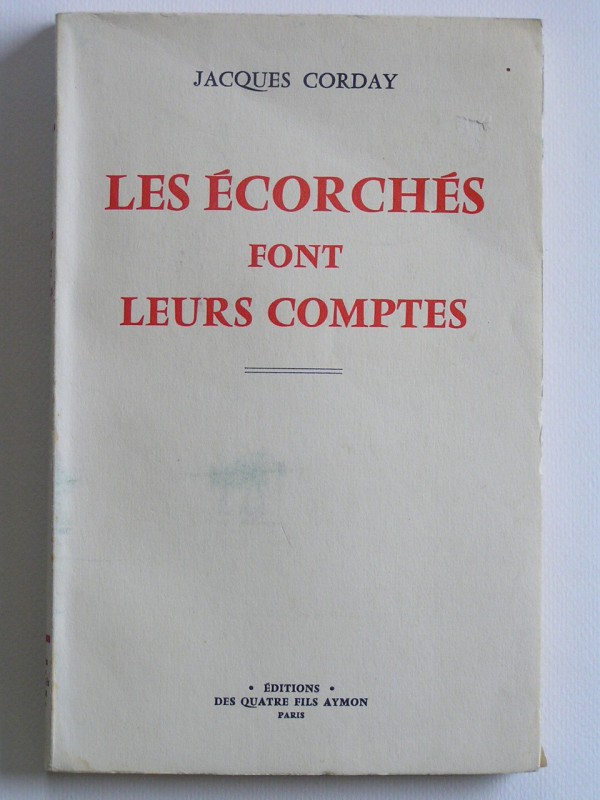 JACQUES CORDAY
LES ÉCORCHÉS
FONT
LEURS COMPTES
• ÉDITIONS •
DES QUATRE FILS AYMON
PARIS